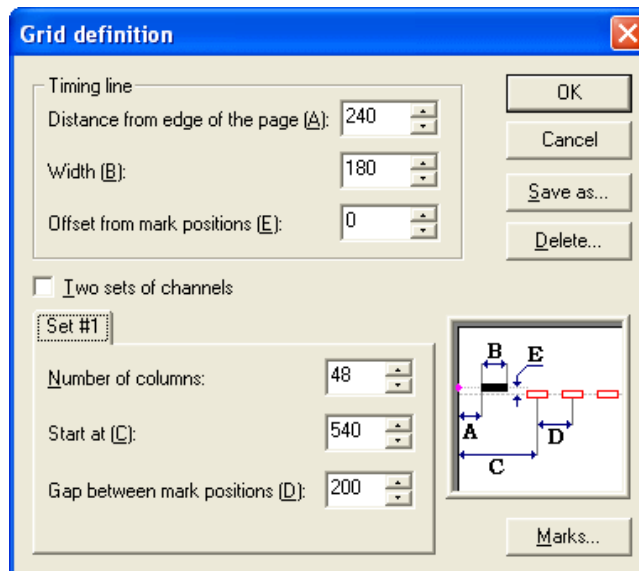 Grid definition
Timing line
Distance from edge of the page (A): 240
Width (B): 180
Offset from mark positions (E): 0
OK
Cancel
Save as...
Delete...
Two sets of channels
Set #1
Number of columns: 48
Start at (C): 540
Gap between mark positions (D): 200
B E
A D
C
Marks...